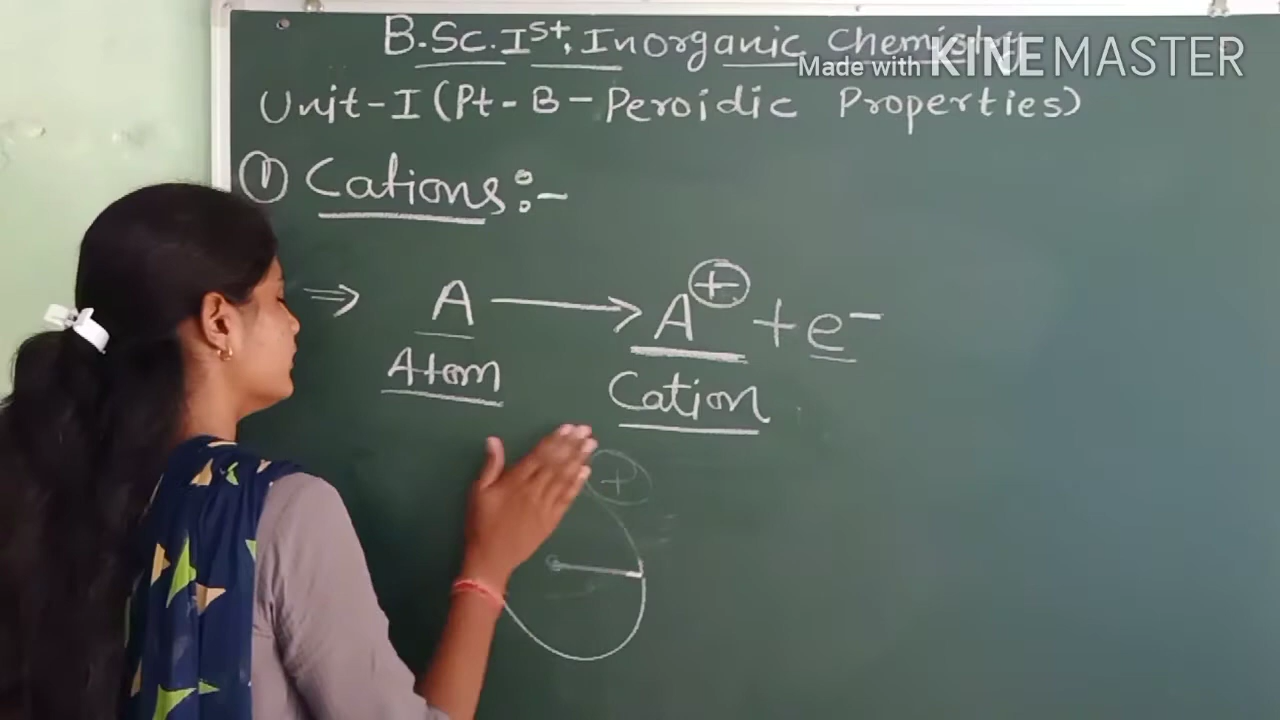 B.Sc. Ist, Inorganic Chemistry
Made with KINEMASTER
Unit-I (Pt-B-Peroidic Properties)
① Cations:-
⇒ A ⟶ A⊕ + e⁻
Atom Cation
+